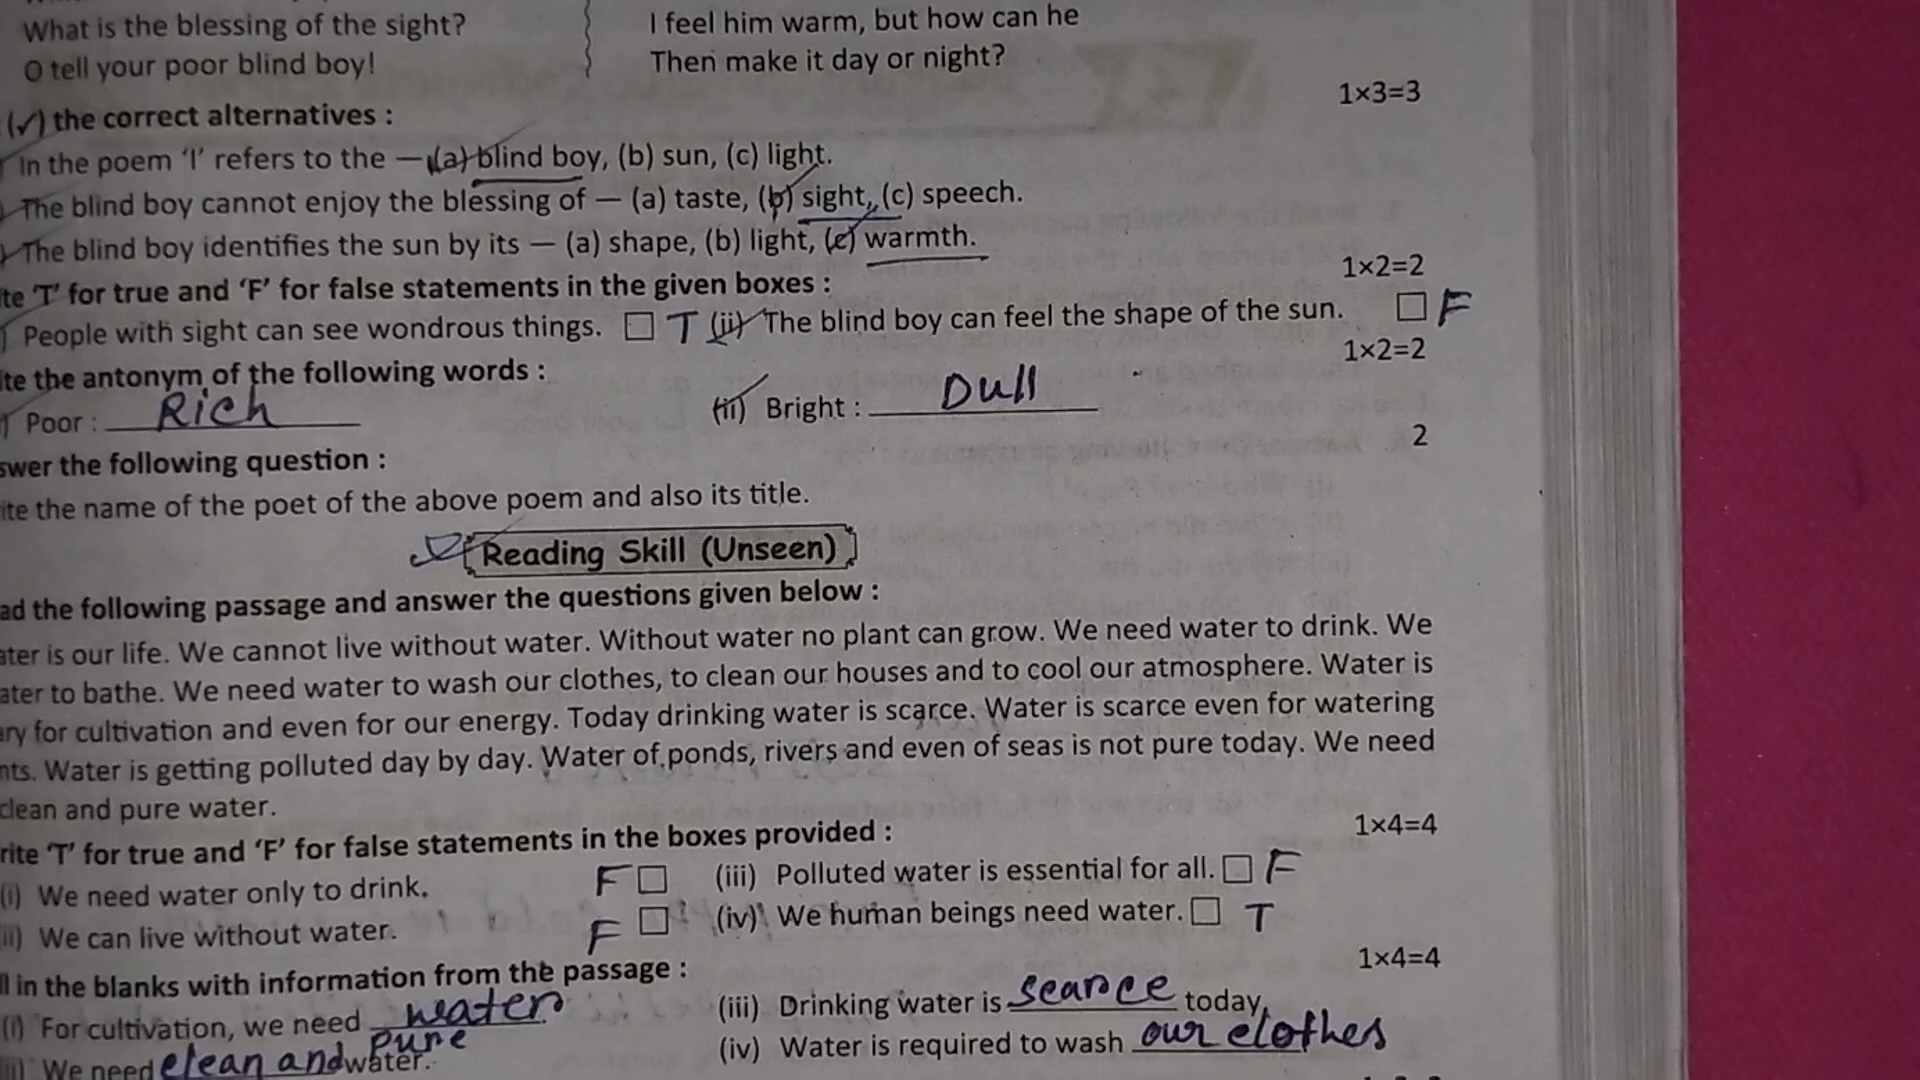 What is the blessing of the sight?
O tell your poor blind boy!
I feel him warm, but how can he
Then make it day or night?
(✓) the correct alternatives : 1×3=3
In the poem 'I' refers to the — (a) blind boy, (b) sun, (c) light.
The blind boy cannot enjoy the blessing of — (a) taste, (b) sight, (c) speech.
The blind boy identifies the sun by its — (a) shape, (b) light, (c) warmth.
te 'T' for true and 'F' for false statements in the given boxes : 1×2=2
People with sight can see wondrous things. T (ii) The blind boy can feel the shape of the sun. F
te the antonym of the following words : 1×2=2
Poor : Rich (ii) Bright : Dull
swer the following question : 2
ite the name of the poet of the above poem and also its title.
Reading Skill (Unseen)
ad the following passage and answer the questions given below :
ater is our life. We cannot live without water. Without water no plant can grow. We need water to drink. We
ater to bathe. We need water to wash our clothes, to clean our houses and to cool our atmosphere. Water is
ary for cultivation and even for our energy. Today drinking water is scarce. Water is scarce even for watering
nts. Water is getting polluted day by day. Water of ponds, rivers and even of seas is not pure today. We need
clean and pure water.
rite 'T' for true and 'F' for false statements in the boxes provided : 1×4=4
(i) We need water only to drink. F (iii) Polluted water is essential for all. F
ii) We can live without water. F (iv) We human beings need water. T
ll in the blanks with information from the passage : 1×4=4
(i) For cultivation, we need water (iii) Drinking water is scarce today,
ii) We need clean and pure water. (iv) Water is required to wash our clothes